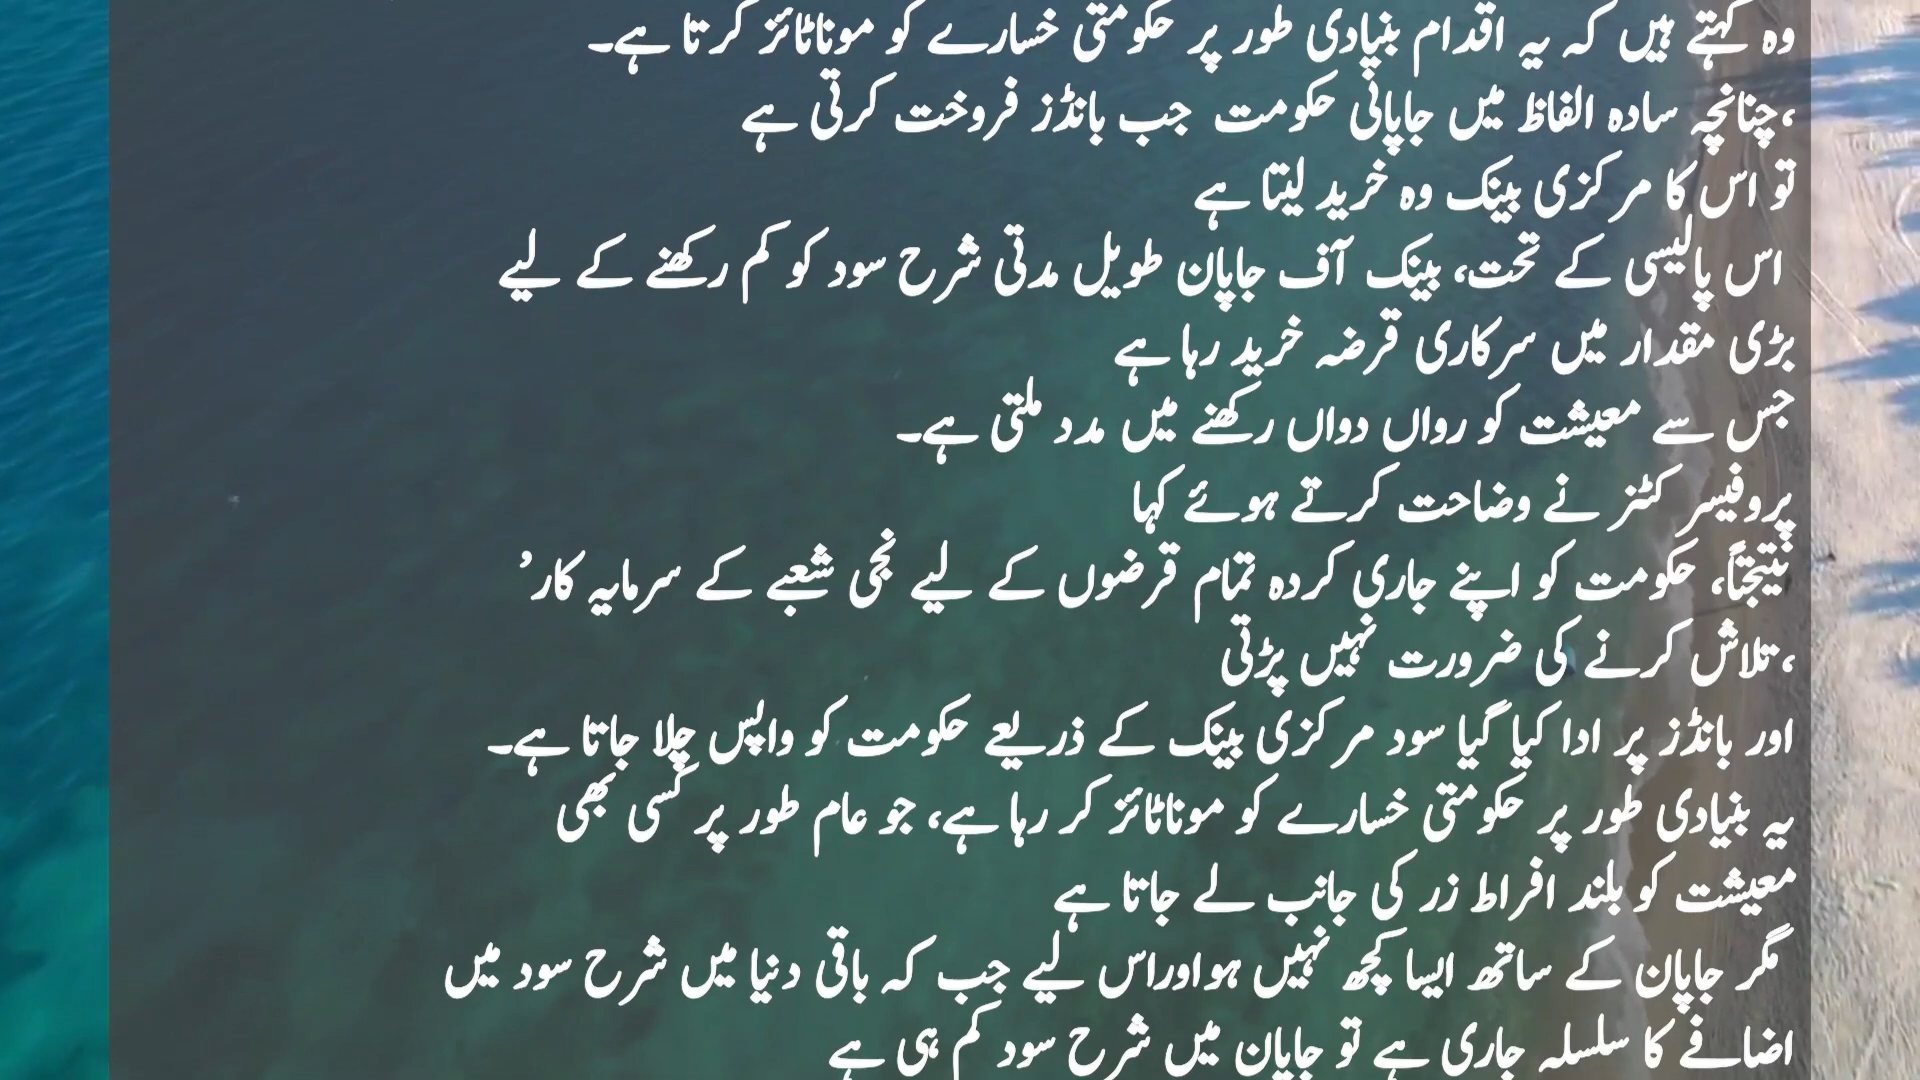 وہ کہتے ہیں کہ یہ اقدام بنیادی طور پر حکومتی خسارے کو مونائائز کرتا ہے۔
،چنانچہ سادہ الفاظ میں جاپانی حکومت جب بانڈز فروخت کرتی ہے
تو اس کا مرکزی بینک وہ خرید لیتا ہے
اس پالیسی کے تحت، بینک آف جاپان طویل مدتی شرح سود کو کم رکھنے کے لیے
بڑی مقدار میں سرکاری قرضہ خرید رہا ہے
جس سے معیشت کو رواں دواں رکھنے میں مدد ملتی ہے۔
پروفیسر کٹنز نے وضاحت کرتے ہوئے کہا
نتیجتاً، حکومت کو اپنے جاری کردہ تمام قرضوں کے لیے نجی شعبے کے سرمایہ کار’
،تلاش کرنے کی ضرورت نہیں پڑتی
اور بانڈز پر ادا کیا گیا سود مرکزی بینک کے ذریعے حکومت کو واپس چلا جاتا ہے۔
یہ بنیادی طور پر حکومتی خسارے کو موناٹائز کر رہا ہے، جو عام طور پر کسی بھی
معیشت کو بلند افراط زر کی جانب لے جاتا ہے
مگر جاپان کے ساتھ ایسا کچھ نہیں ہواوراس لیے جب کہ باقی دنیا میں شرح سود میں
اضافے کا سلسلہ جاری ہے تو جاپان میں شرح سود کم ہی ہے